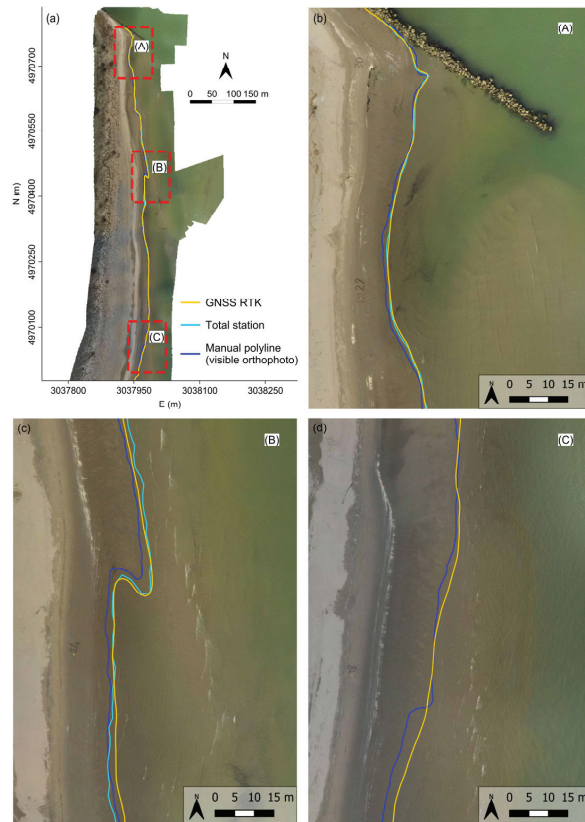 (a)
N
0 50 100 150 m
(A)
(B)
(C)
N (m)
4970700
4970550
4970400
4970250
4970100
GNSS RTK
Total station
Manual polyline
(visible orthophoto)
3037800 3037950 3038100 3038250
E (m)
(b)
(A)
N
0 5 10 15 m
(c)
(B)
N
0 5 10 15 m
(d)
(C)
N
0 5 10 15 m